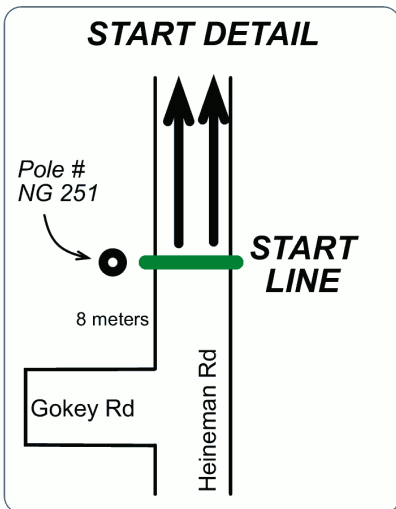 START DETAIL
Pole #
NG 251
START
LINE
8 meters
Gokey Rd
Heineman Rd